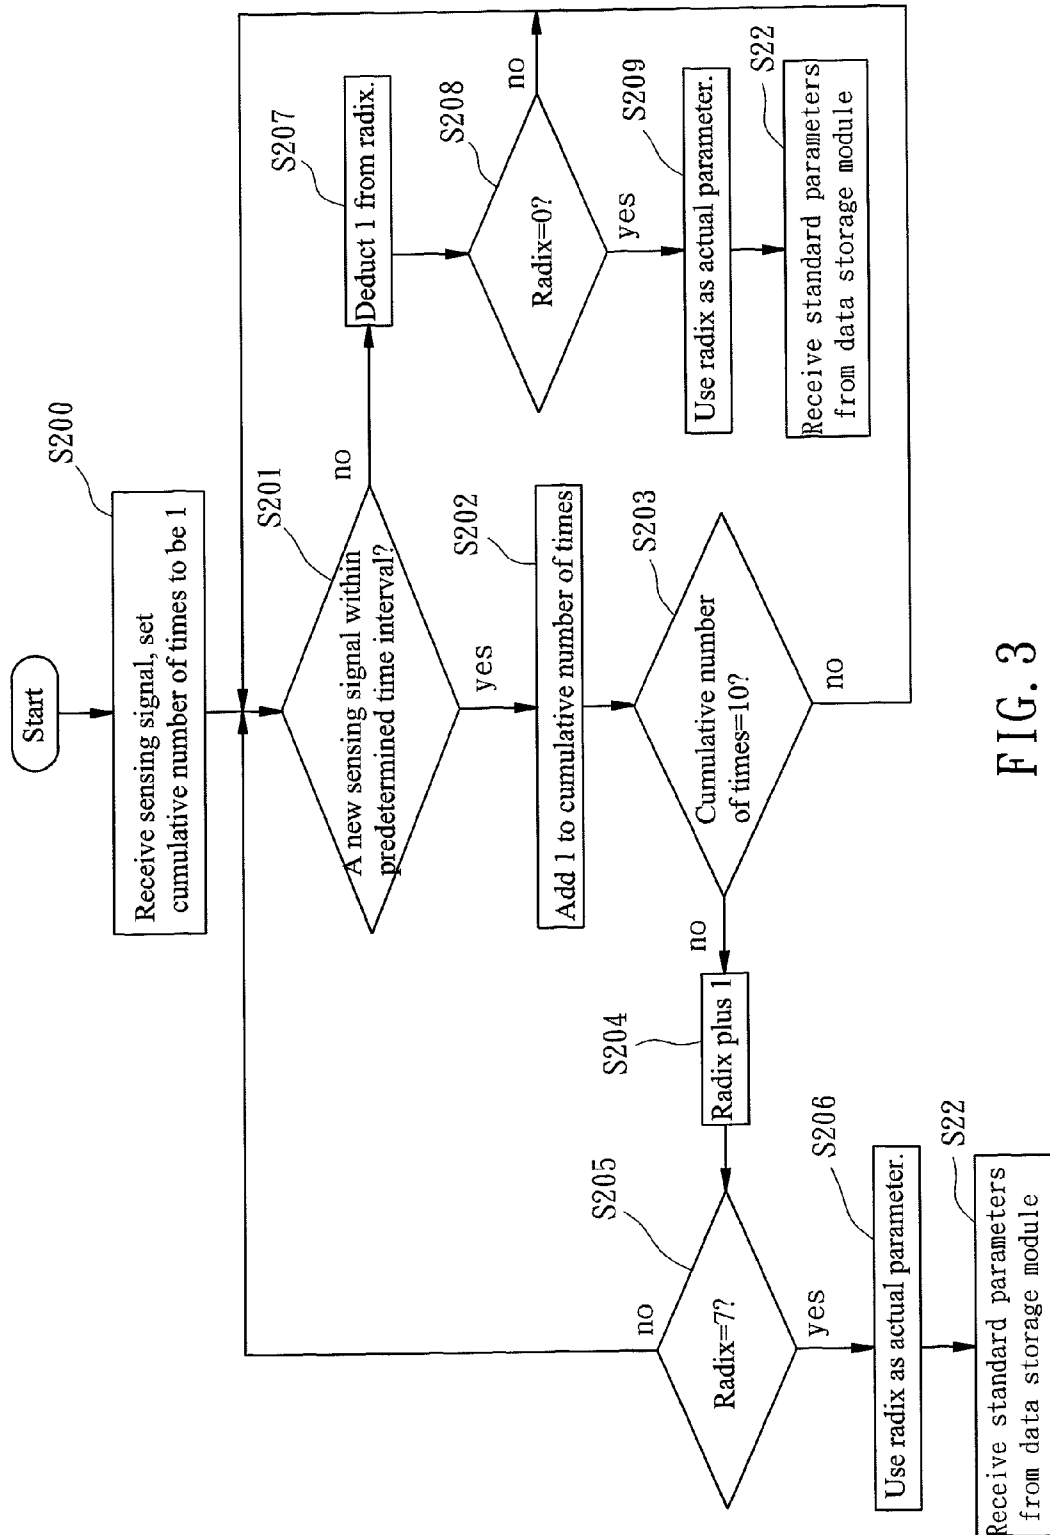 Start
S200
Receive sensing signal, set
cumulative number of times to be 1
S201
A new sensing signal within
predetermined time interval?
no
yes
S207
Deduct 1 from radix.
S208
Radix=0?
no
yes
S209
Use radix as actual parameter.
S22
Receive standard parameters
from data storage module
S202
Add 1 to cumulative number of times
S203
Cumulative number
of times=10?
no
no
S204
Radix plus 1
S205
Radix=7?
no
yes
S206
Use radix as actual parameter.
S22
Receive standard parameters
from data storage module
FIG. 3